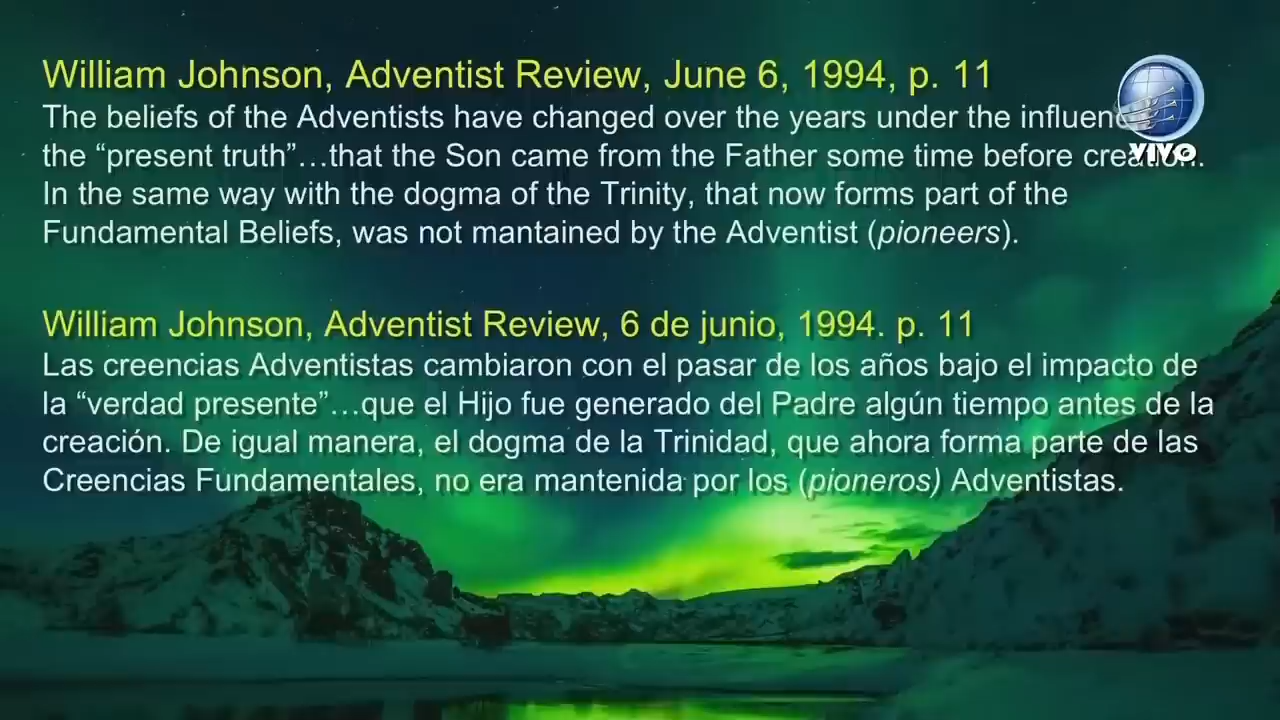 William Johnson, Adventist Review, June 6, 1994, p. 11
The beliefs of the Adventists have changed over the years under the
the “present truth”…that the Son came from the Father some time before creation.
In the same way with the dogma of the Trinity, that now forms part of the
Fundamental Beliefs, was not mantained by the Adventist (pioneers).
VIVO
William Johnson, Adventist Review, 6 de junio, 1994. p. 11
Las creencias Adventistas cambiaron con el pasar de los años bajo el impacto de
la “verdad presente”…que el Hijo fue generado del Padre algún tiempo antes de la
creación. De igual manera, el dogma de la Trinidad, que ahora forma parte de las
Creencias Fundamentales, no era mantenida por los (pioneros) Adventistas.